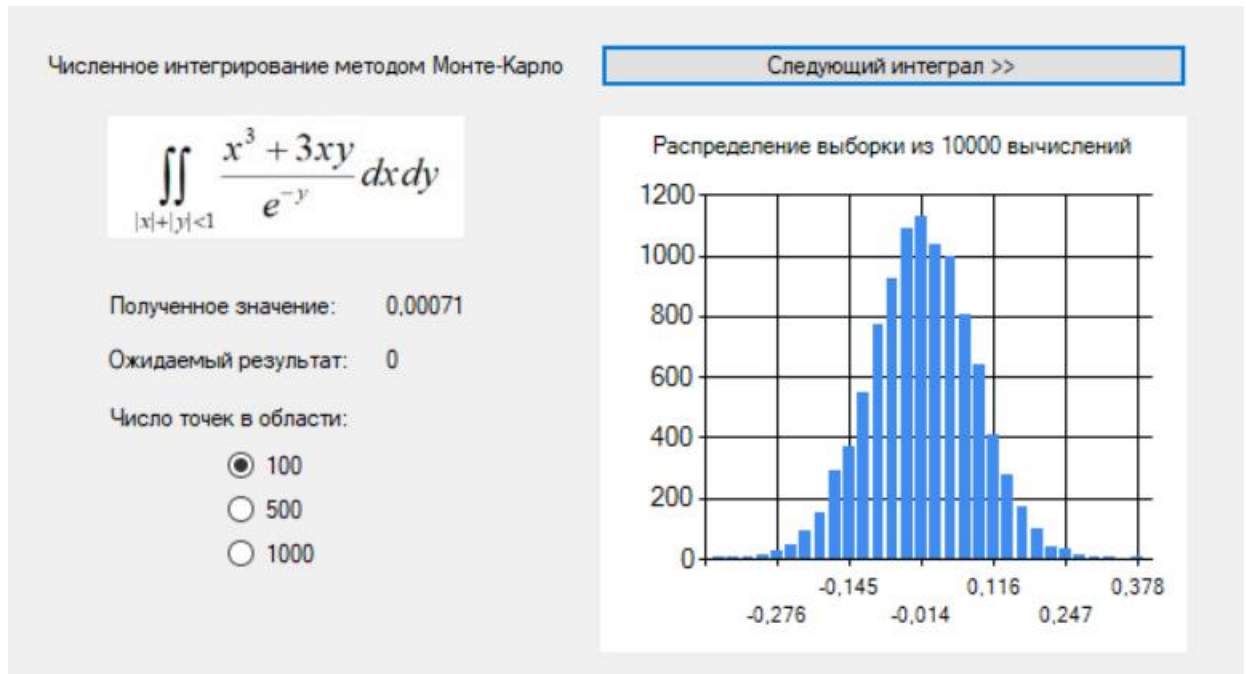 Численное интегрирование методом Монте-Карло
Следующий интеграл >>
∬ (x³ + 3xy)/(e⁻ʸ) dxdy
|x|+|y|<1
Полученное значение: 0,00071
Ожидаемый результат: 0
Число точек в области:
100
500
1000
Распределение выборки из 10000 вычислений
1200
1000
800
600
400
200
0
-0,145 0,116 0,378
-0,276 -0,014 0,247